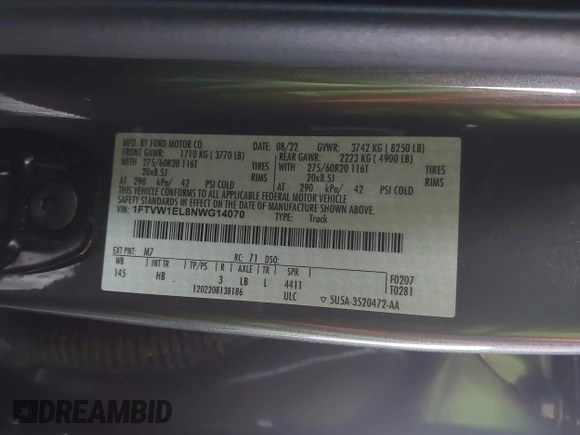 MFD. BY FORD MOTOR CO.
08/22 GVWR: 3742 KG ( 8250 LB)
FRONT GAWR: 1710 KG ( 3770 LB)
REAR GAWR: 2223 KG ( 4900 LB)
WITH 275/60R20 116T TIRES
WITH 275/60R20 116T TIRES
20x8.5J
20x8.5J
AT 290 kPa/ 42 PSI COLD
AT 290 kPa/ 42 PSI COLD
THIS VEHICLE CONFORMS TO ALL APPLICABLE FEDERAL MOTOR VEHICLE
SAFETY STANDARDS IN EFFECT ON THE DATE OF MANUFACTURE SHOWN ABOVE.
VIN: 1FTVW1EL8NWG14070
TYPE: Truck
EXT PNT: M7 RC: 71 DSO:
WB INT TR TP/PS R AXLE TR SPR
145 HB 3 LB L 4411
F0207
T0281
1202208138186
ULC
5U5A-3520472-AA
DREAMBID